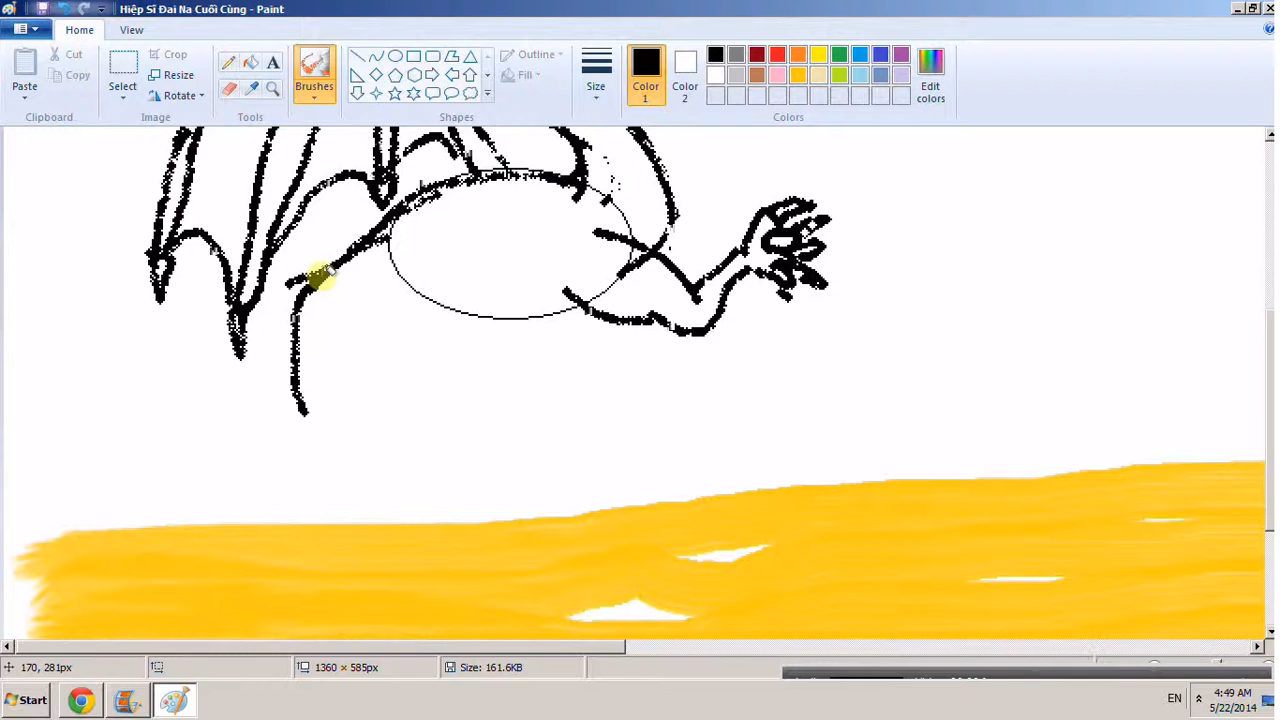 Hiệp Sĩ Đai Na Cuối Cùng - Paint
Home View
Paste Cut Copy Select Crop Resize Rotate A Brushes Outline Fill Size Color 1 Color 2 Edit colors
Clipboard Image Tools Shapes Colors
170, 281px 1360 × 585px Size: 161.6KB
Start EN 4:49 AM
5/22/2014